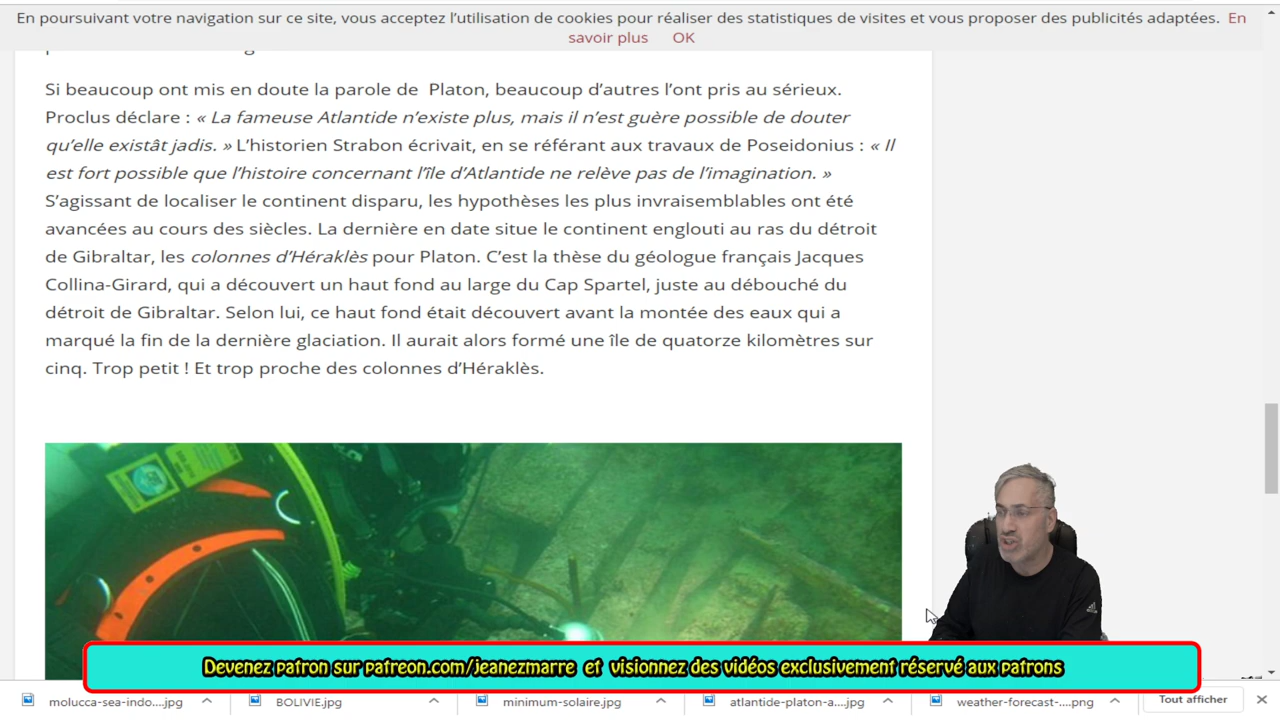 En poursuivant votre navigation sur ce site, vous acceptez l’utilisation de cookies pour réaliser des statistiques de visites et vous proposer des publicités adaptées. En
savoir plus OK
Si beaucoup ont mis en doute la parole de Platon, beaucoup d’autres l’ont pris au sérieux.
Proclus déclare : « La fameuse Atlantide n’existe plus, mais il n’est guère possible de douter
qu’elle existât jadis. » L’historien Strabon écrivait, en se référant aux travaux de Poseidonius : « Il
est fort possible que l’histoire concernant l’île d’Atlantide ne relève pas de l’imagination. »
S’agissant de localiser le continent disparu, les hypothèses les plus invraisemblables ont été
avancées au cours des siècles. La dernière en date situe le continent englouti au ras du détroit
de Gibraltar, les colonnes d’Héraklès pour Platon. C’est la thèse du géologue français Jacques
Collina-Girard, qui a découvert un haut fond au large du Cap Spartel, juste au débouché du
détroit de Gibraltar. Selon lui, ce haut fond était découvert avant la montée des eaux qui a
marqué la fin de la dernière glaciation. Il aurait alors formé une île de quatorze kilomètres sur
cinq. Trop petit ! Et trop proche des colonnes d’Héraklès.
Devenez patron sur patreon.com/jeanezmarre et visionnez des vidéos exclusivement réservé aux patrons
molucca-sea-indo....jpg BOLIVIE.jpg minimum-solaire.jpg atlantide-platon-a....jpg weather-forecast-....png Tout afficher